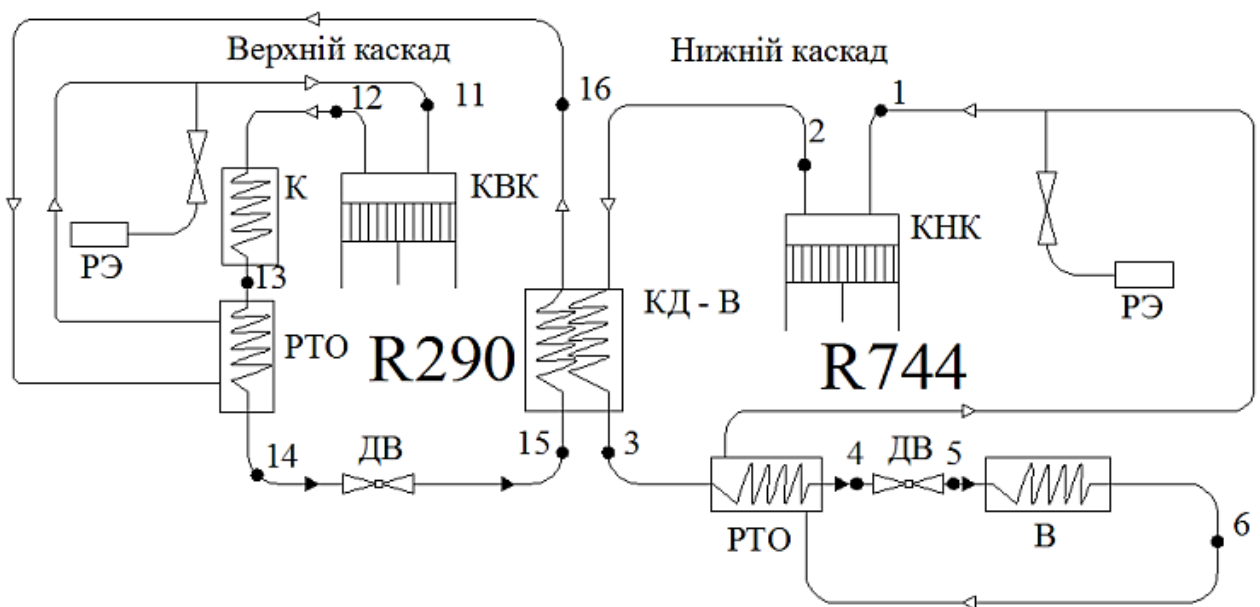 Верхній каскад
Нижній каскад
12
11
16
1
2
К
КВК
КНК
РЭ
13
КД - В
РЭ
РТО
R290
R744
14
ДВ
15
3
4
ДВ
5
РТО
В
6